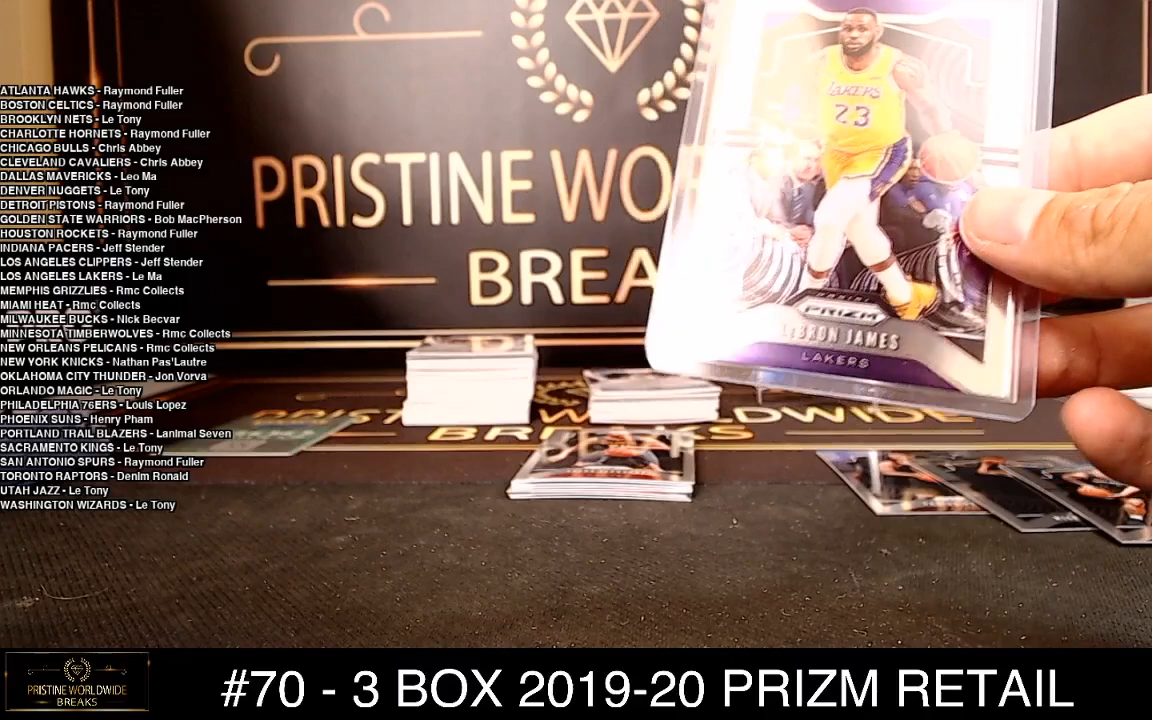 PRISTINE WO
BREA
LAKERS
23
PRIZM
LEBRON JAMES
LAKERS
ATLANTA HAWKS - Raymond Fuller
BOSTON CELTICS - Raymond Fuller
BROOKLYN NETS - Le Tony
CHARLOTTE HORNETS - Raymond Fuller
CHICAGO BULLS - Chris Abbey
CLEVELAND CAVALIERS - Chris Abbey
DALLAS MAVERICKS - Leo Ma
DENVER NUGGETS - Le Tony
DETROIT PISTONS - Raymond Fuller
GOLDEN STATE WARRIORS - Bob MacPherson
HOUSTON ROCKETS - Raymond Fuller
INDIANA PACERS - Jeff Stender
LOS ANGELES CLIPPERS - Jeff Stender
LOS ANGELES LAKERS - Le Ma
MEMPHIS GRIZZLIES - Rmc Collects
MIAMI HEAT - Rmc Collects
MILWAUKEE BUCKS - Nick Becvar
MINNESOTA TIMBERWOLVES - Rmc Collects
NEW ORLEANS PELICANS - Rmc Collects
NEW YORK KNICKS - Nathan Pas'Lautre
OKLAHOMA CITY THUNDER - Jon Vorva
ORLANDO MAGIC - Le Tony
PHILADELPHIA 76ERS - Louis Lopez
PHOENIX SUNS - Henry Pham
PORTLAND TRAIL BLAZERS - Lanimal Seven
SACRAMENTO KINGS - Le Tony
SAN ANTONIO SPURS - Raymond Fuller
TORONTO RAPTORS - Denim Ronald
UTAH JAZZ - Le Tony
WASHINGTON WIZARDS - Le Tony
PRISTINE WORLDWIDE
BREAKS
#70 - 3 BOX 2019-20 PRIZM RETAIL